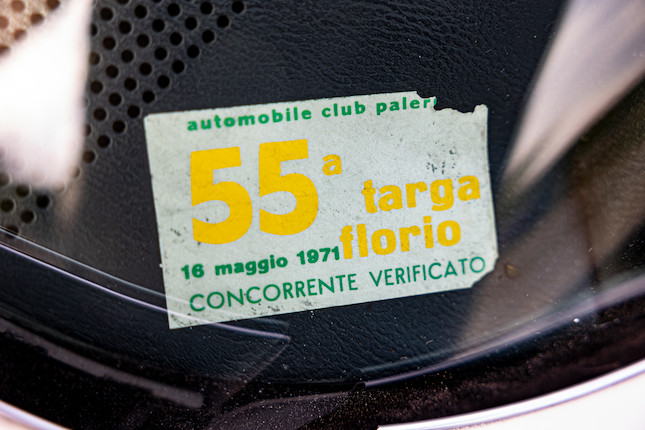 automobile club paler
55a
targa
florio
16 maggio 1971
CONCORRENTE VERIFICATO